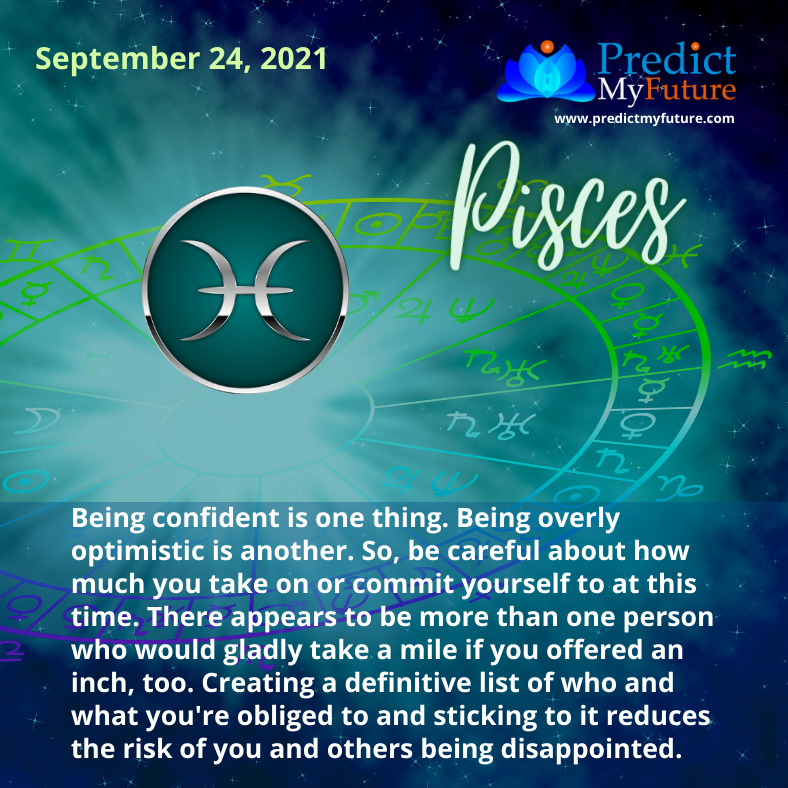 September 24, 2021
Predict
MyFuture
www.predictmyfuture.com
Pisces
Being confident is one thing. Being overly
optimistic is another. So, be careful about how
much you take on or commit yourself to at this
time. There appears to be more than one person
who would gladly take a mile if you offered an
inch, too. Creating a definitive list of who and
what you're obliged to and sticking to it reduces
the risk of you and others being disappointed.